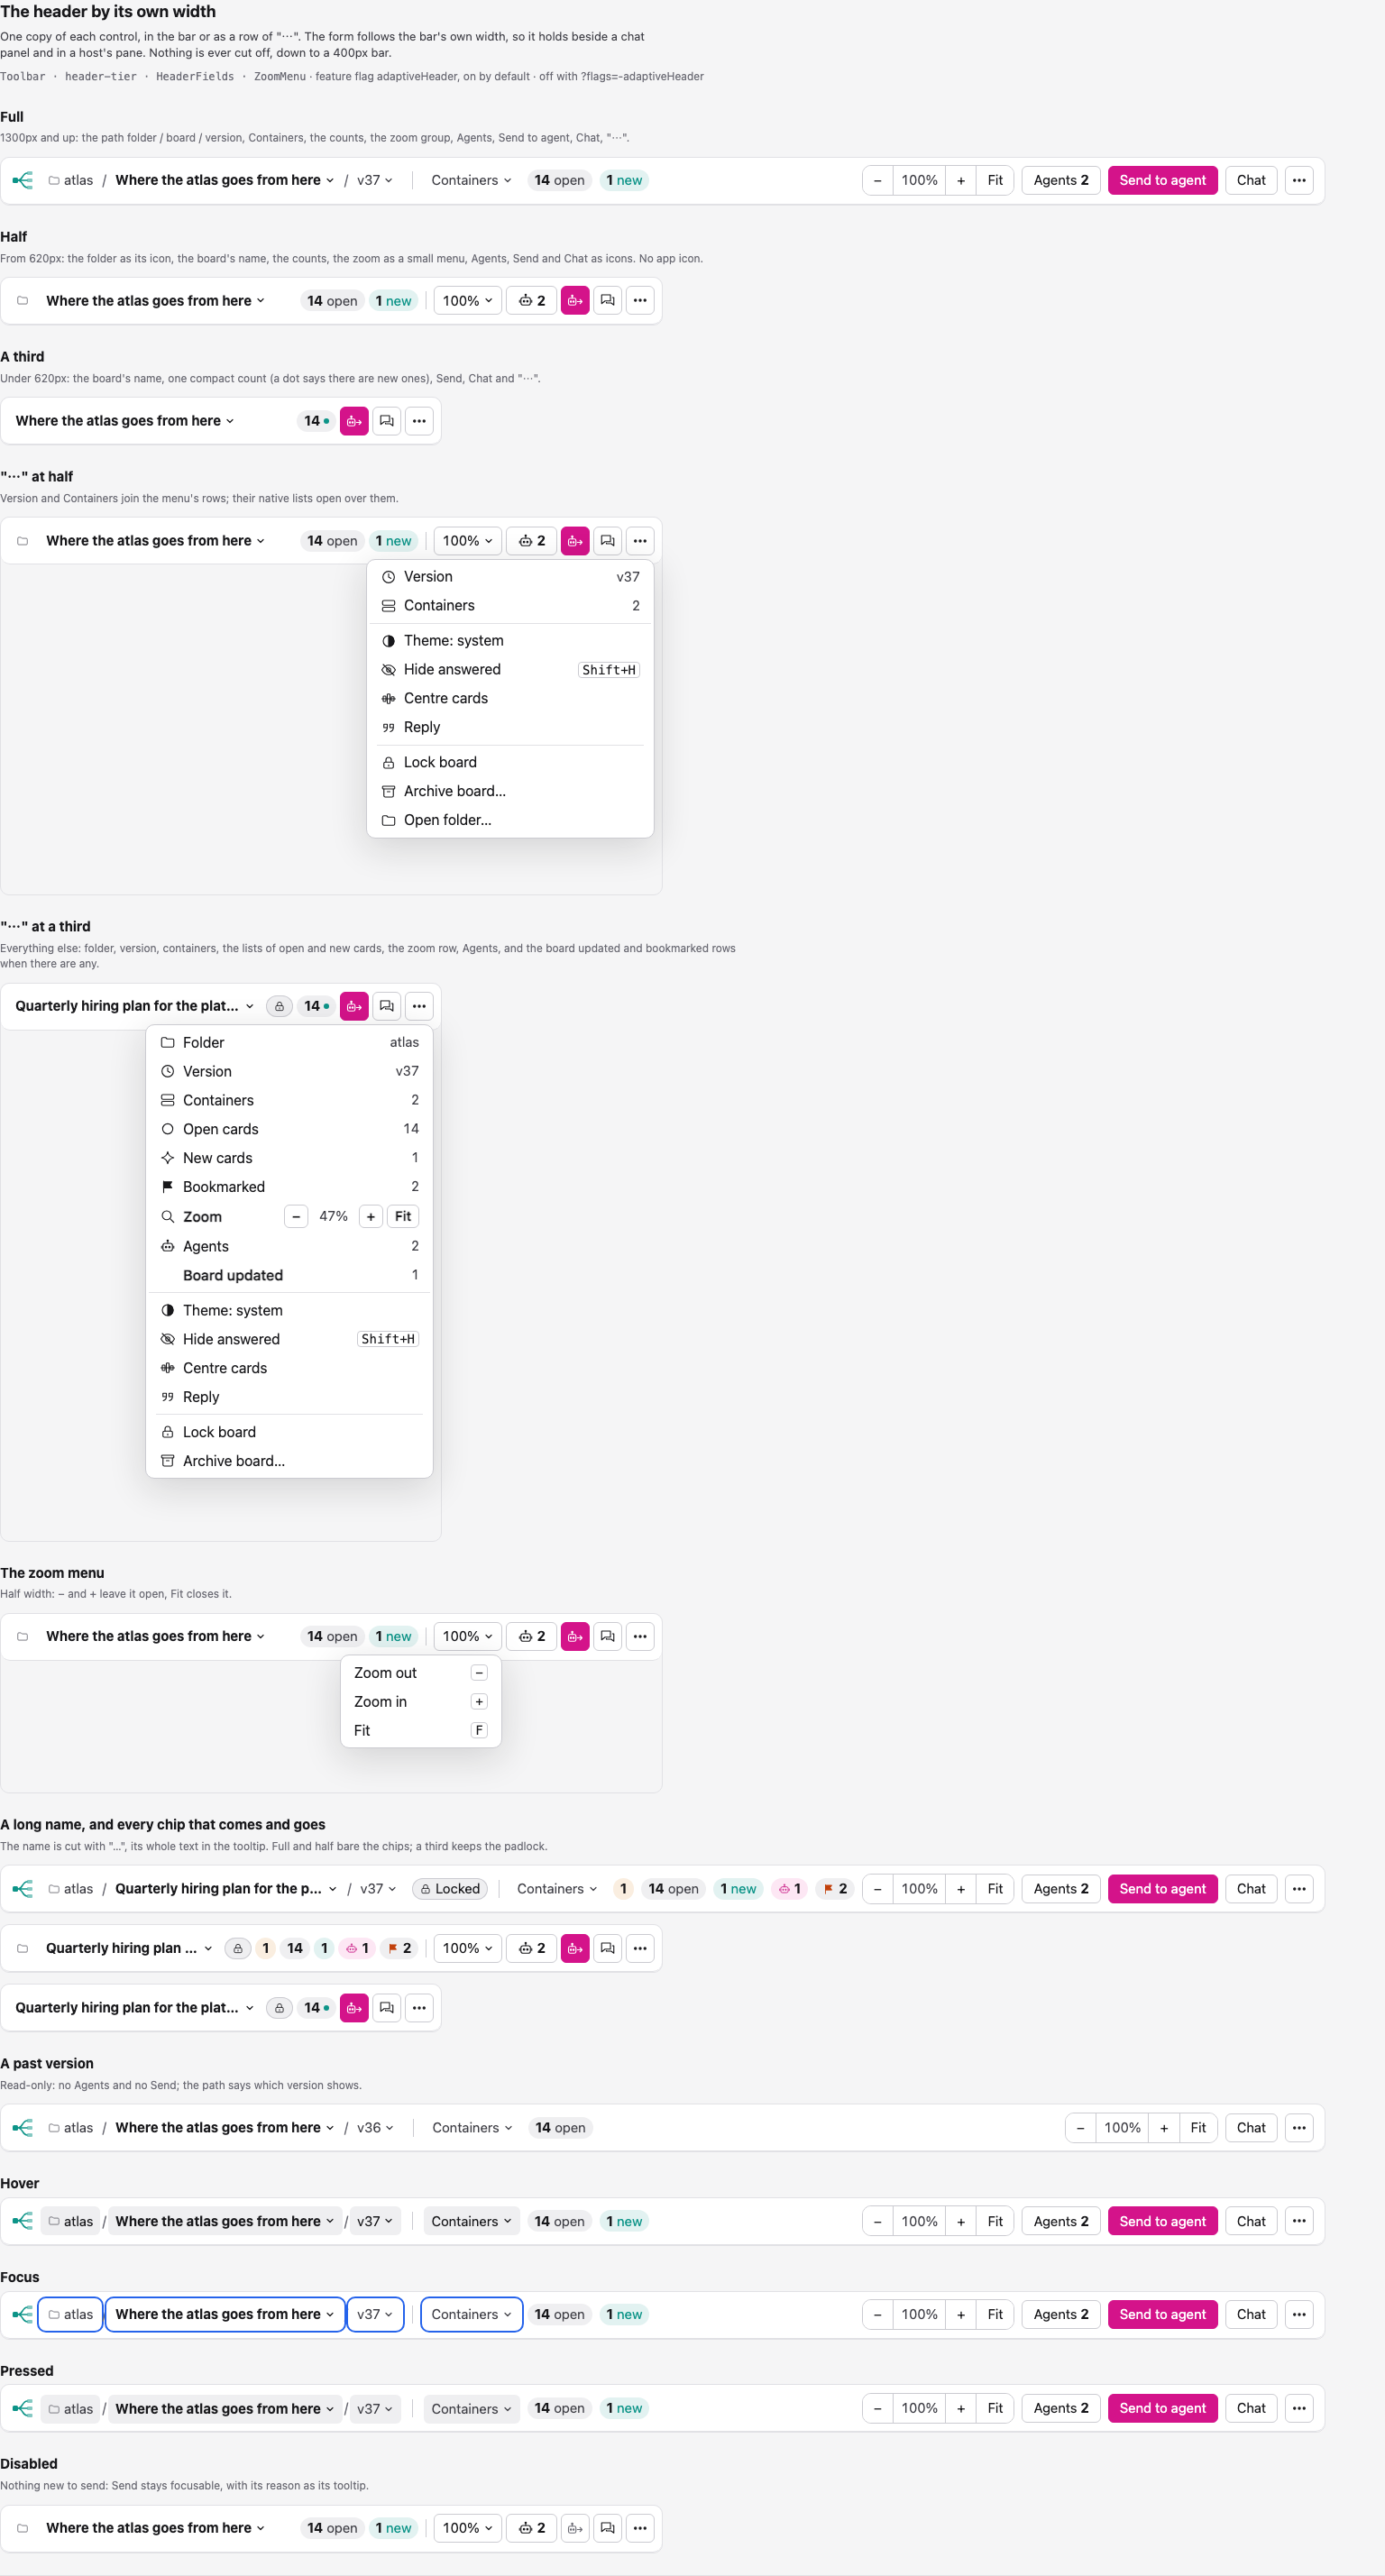 The header by its own width
One copy of each control, in the bar or as a row of "···". The form follows the bar's own width, so it holds beside a chat
panel and in a host's pane. Nothing is ever cut off, down to a 400px bar.
Toolbar · header-tier · HeaderFields · ZoomMenu · feature flag adaptiveHeader, on by default · off with ?flags=-adaptiveHeader
Full
1300px and up: the path folder / board / version, Containers, the counts, the zoom group, Agents, Send to agent, Chat, "···".
atlas / Where the atlas goes from here / v37 Containers 14 open 1 new − 100% + Fit Agents 2 Send to agent Chat ···
Half
From 620px: the folder as its icon, the board's name, the counts, the zoom as a small menu, Agents, Send and Chat as icons. No app icon.
Where the atlas goes from here 14 open 1 new 100% 2 ···
A third
Under 620px: the board's name, one compact count (a dot says there are new ones), Send, Chat and "···".
Where the atlas goes from here 14 ···
"···" at half
Version and Containers join the menu's rows; their native lists open over them.
Where the atlas goes from here 14 open 1 new 100% 2 ···
Version v37
Containers 2
Theme: system
Hide answered Shift+H
Centre cards
Reply
Lock board
Archive board...
Open folder...
"···" at a third
Everything else: folder, version, containers, the lists of open and new cards, the zoom row, Agents, and the board updated and bookmarked rows
when there are any.
Quarterly hiring plan for the plat... 14 ···
Folder atlas
Version v37
Containers 2
Open cards 14
New cards 1
Bookmarked 2
Zoom − 47% + Fit
Agents 2
Board updated 1
Theme: system
Hide answered Shift+H
Centre cards
Reply
Lock board
Archive board...
The zoom menu
Half width: − and + leave it open, Fit closes it.
Where the atlas goes from here 14 open 1 new 100% 2 ···
Zoom out −
Zoom in +
Fit F
A long name, and every chip that comes and goes
The name is cut with "…", its whole text in the tooltip. Full and half bare the chips; a third keeps the padlock.
atlas / Quarterly hiring plan for the p... / v37 Locked Containers 1 14 open 1 new 1 2 − 100% + Fit Agents 2 Send to agent Chat ···
Quarterly hiring plan ... 1 14 1 1 2 100% 2 ···
Quarterly hiring plan for the plat... 14 ···
A past version
Read-only: no Agents and no Send; the path says which version shows.
atlas / Where the atlas goes from here / v36 Containers 14 open − 100% + Fit Chat ···
Hover
atlas / Where the atlas goes from here / v37 Containers 14 open 1 new − 100% + Fit Agents 2 Send to agent Chat ···
Focus
atlas Where the atlas goes from here v37 Containers 14 open 1 new − 100% + Fit Agents 2 Send to agent Chat ···
Pressed
atlas / Where the atlas goes from here / v37 Containers 14 open 1 new − 100% + Fit Agents 2 Send to agent Chat ···
Disabled
Nothing new to send: Send stays focusable, with its reason as its tooltip.
Where the atlas goes from here 14 open 1 new 100% 2 ···